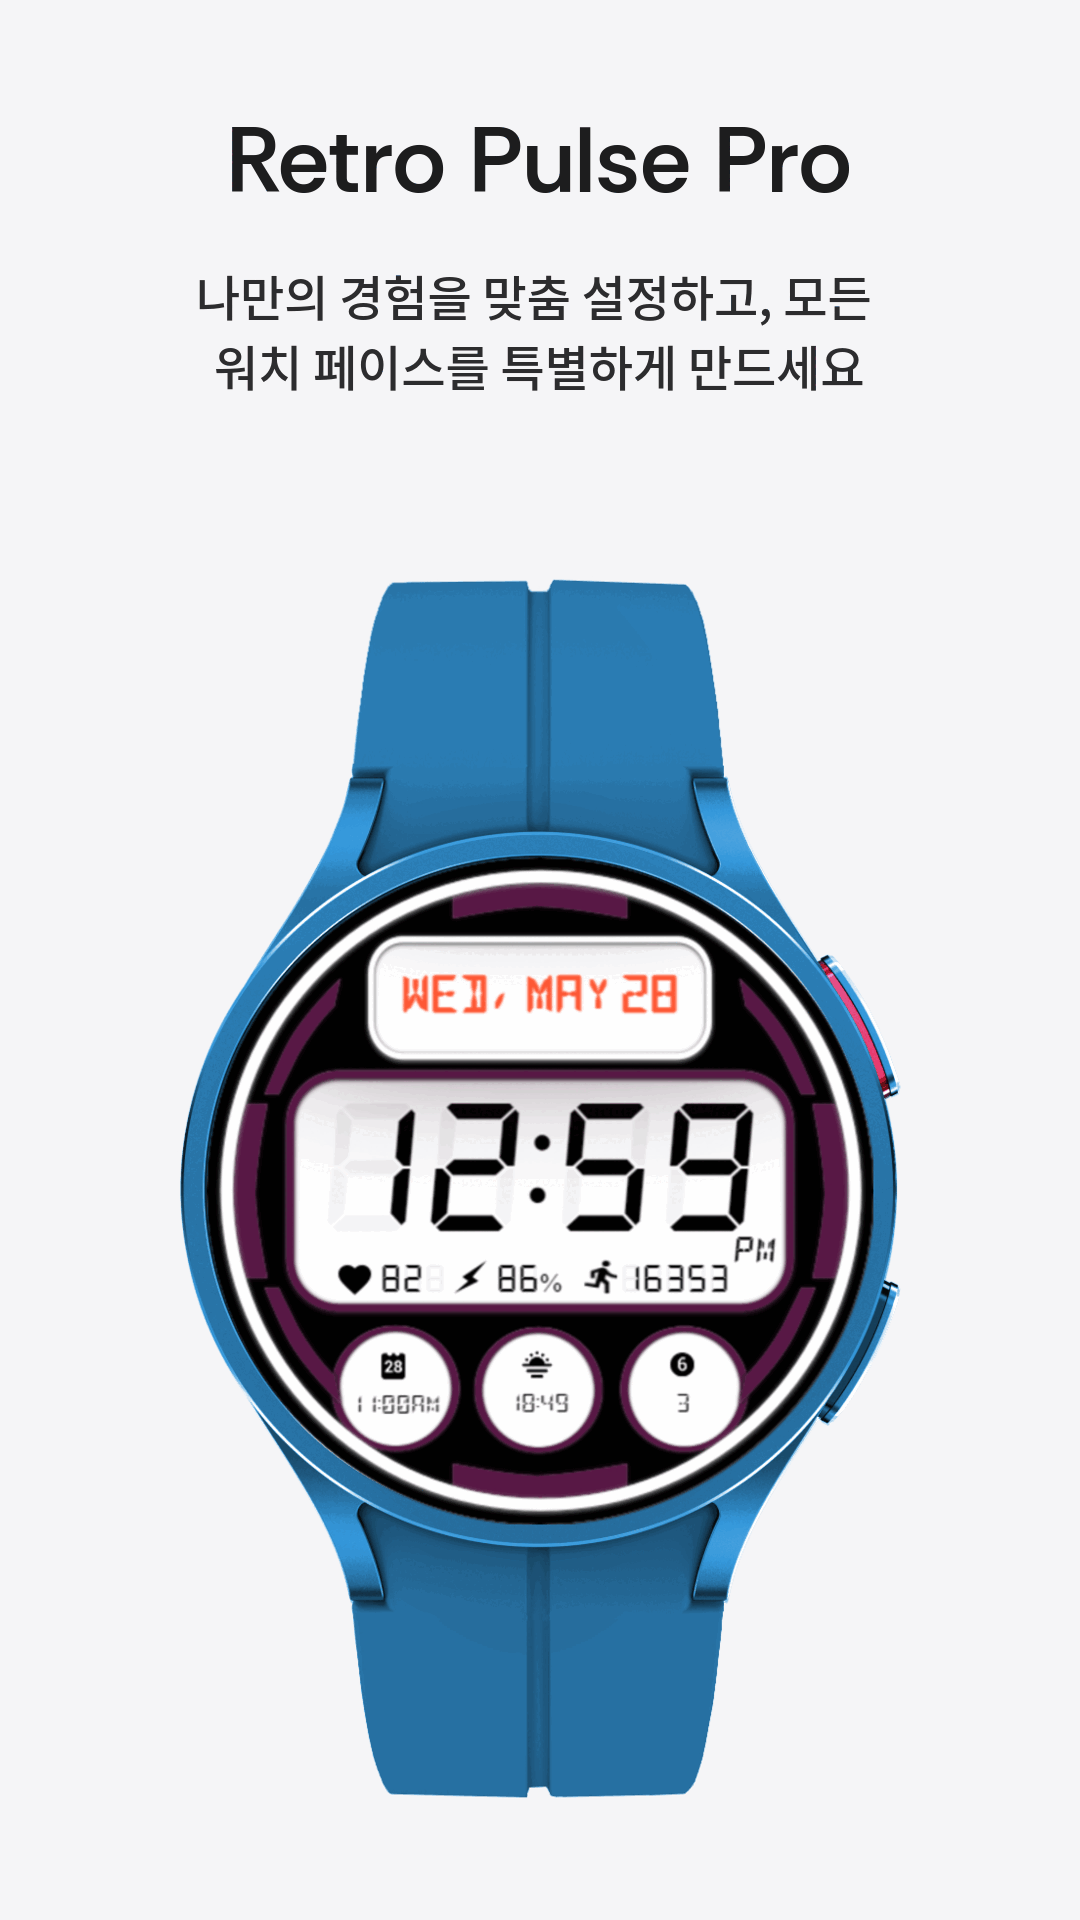 Retro Pulse Pro
나만의 경험을 맞춤 설정하고, 모든
워치 페이스를 특별하게 만드세요
WED, MAY 28
12:59
PM
82 86% 16353
28 6
11:00AM 18:49 3